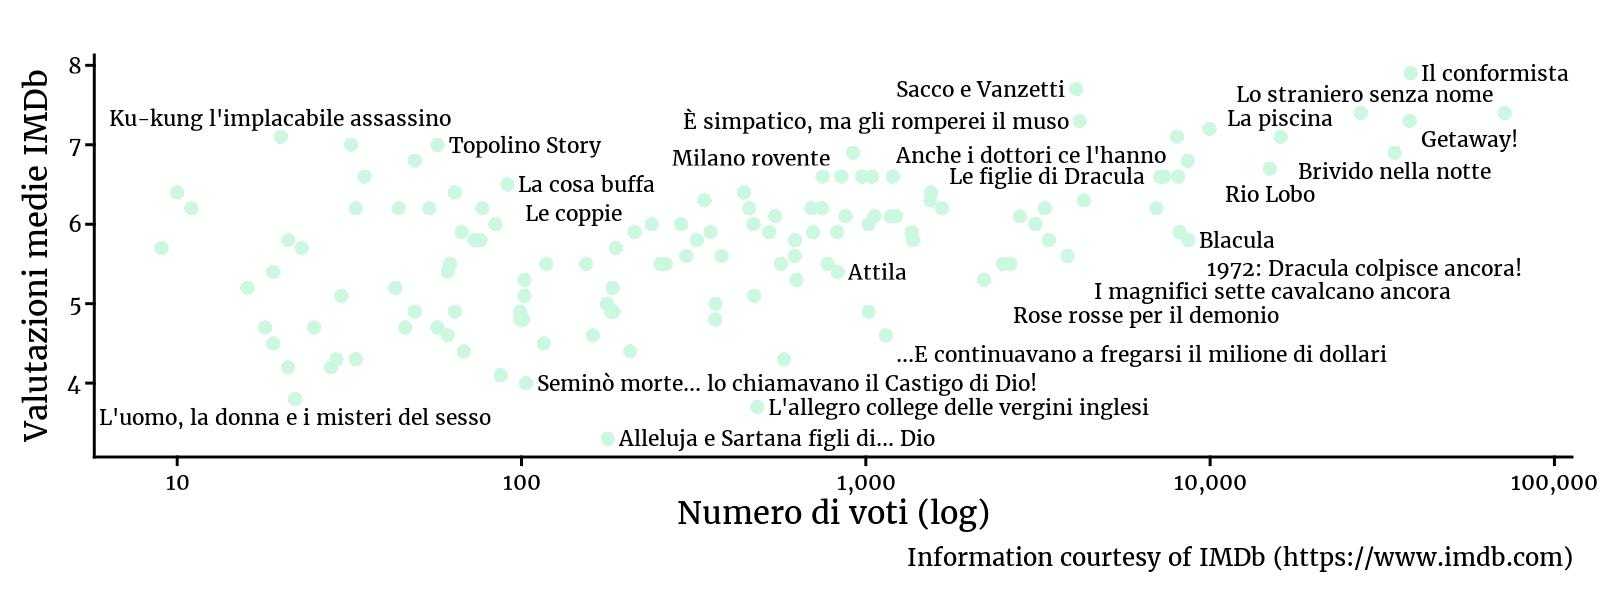 Valutazioni medie IMDb
8
7
6
5
4
Il conformista
Sacco e Vanzetti
Lo straniero senza nome
Ku-kung l'implacabile assassino
La piscina
È simpatico, ma gli romperei il muso
Getaway!
Topolino Story
Milano rovente
Anche i dottori ce l'hanno
Brivido nella notte
Le figlie di Dracula
La cosa buffa
Rio Lobo
Le coppie
Blacula
Attila
1972: Dracula colpisce ancora!
I magnifici sette cavalcano ancora
Rose rosse per il demonio
...E continuavano a fregarsi il milione di dollari
Seminò morte... lo chiamavano il Castigo di Dio!
L'allegro college delle vergini inglesi
L'uomo, la donna e i misteri del sesso
Alleluja e Sartana figli di... Dio
10
100
1,000
10,000
100,000
Numero di voti (log)
Information courtesy of IMDb (https://www.imdb.com)